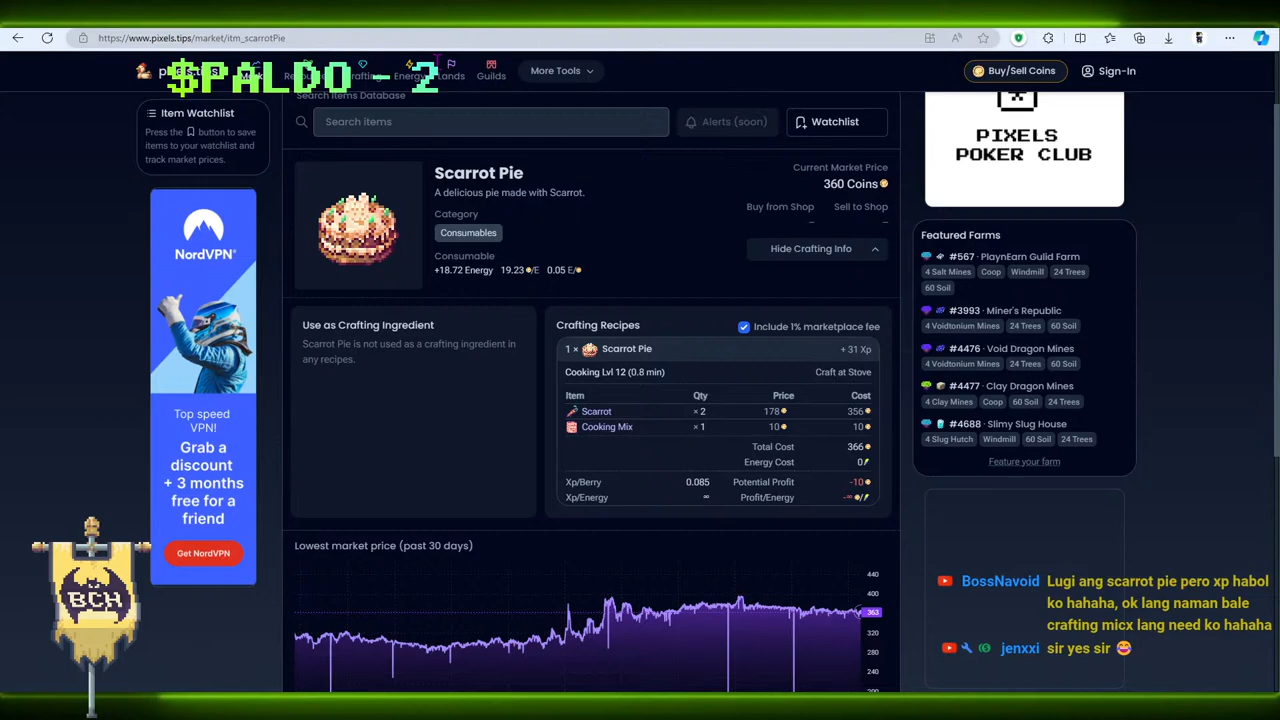 https://www.pixels.tips/market/itm_scarrotPie
$PALDO - 2
pixels.tips
Energy
Lands
Guilds
More Tools
Buy/Sell Coins
Sign-In
Search Items Database
Search items
Alerts (soon)
Watchlist
Item Watchlist
Press the button to save
items to your watchlist and
track market prices.
NordVPN®
Top speed
VPN!
Grab a
discount
+ 3 months
free for a
friend
Get NordVPN
BCH
Scarrot Pie
A delicious pie made with Scarrot.
Category
Consumables
Consumable
+18.72 Energy 19.23 /E 0.05 E/
Current Market Price
360 Coins
Buy from Shop
Sell to Shop
–
–
Hide Crafting Info
Use as Crafting Ingredient
Scarrot Pie is not used as a crafting ingredient in
any recipes.
Crafting Recipes
Include 1% marketplace fee
1 × Scarrot Pie + 31 Xp
Cooking Lvl 12 (0.8 min) Craft at Stove
Item Qty Price Cost
Scarrot × 2 178 356
Cooking Mix × 1 10 10
Total Cost 366
Energy Cost 0
Xp/Berry 0.085 Potential Profit -10
Xp/Energy ∞ Profit/Energy -∞ /
Lowest market price (past 30 days)
440
400
363
320
280
240
200
PIXELS
POKER CLUB
Featured Farms
#567 · PlaynEarn Guild Farm
4 Salt Mines Coop Windmill 24 Trees
60 Soil
#3993 · Miner's Republic
4 Voidtonium Mines 24 Trees 60 Soil
#4476 · Void Dragon Mines
4 Voidtonium Mines 24 Trees 60 Soil
#4477 · Clay Dragon Mines
4 Clay Mines Coop 60 Soil 24 Trees
#4688 · Slimy Slug House
4 Slug Hutch Windmill 60 Soil 24 Trees
Feature your farm
BossNavoid Lugi ang scarrot pie pero xp habol
ko hahaha, ok lang naman bale
crafting micx lang need ko hahaha
jenxxi sir yes sir 😂